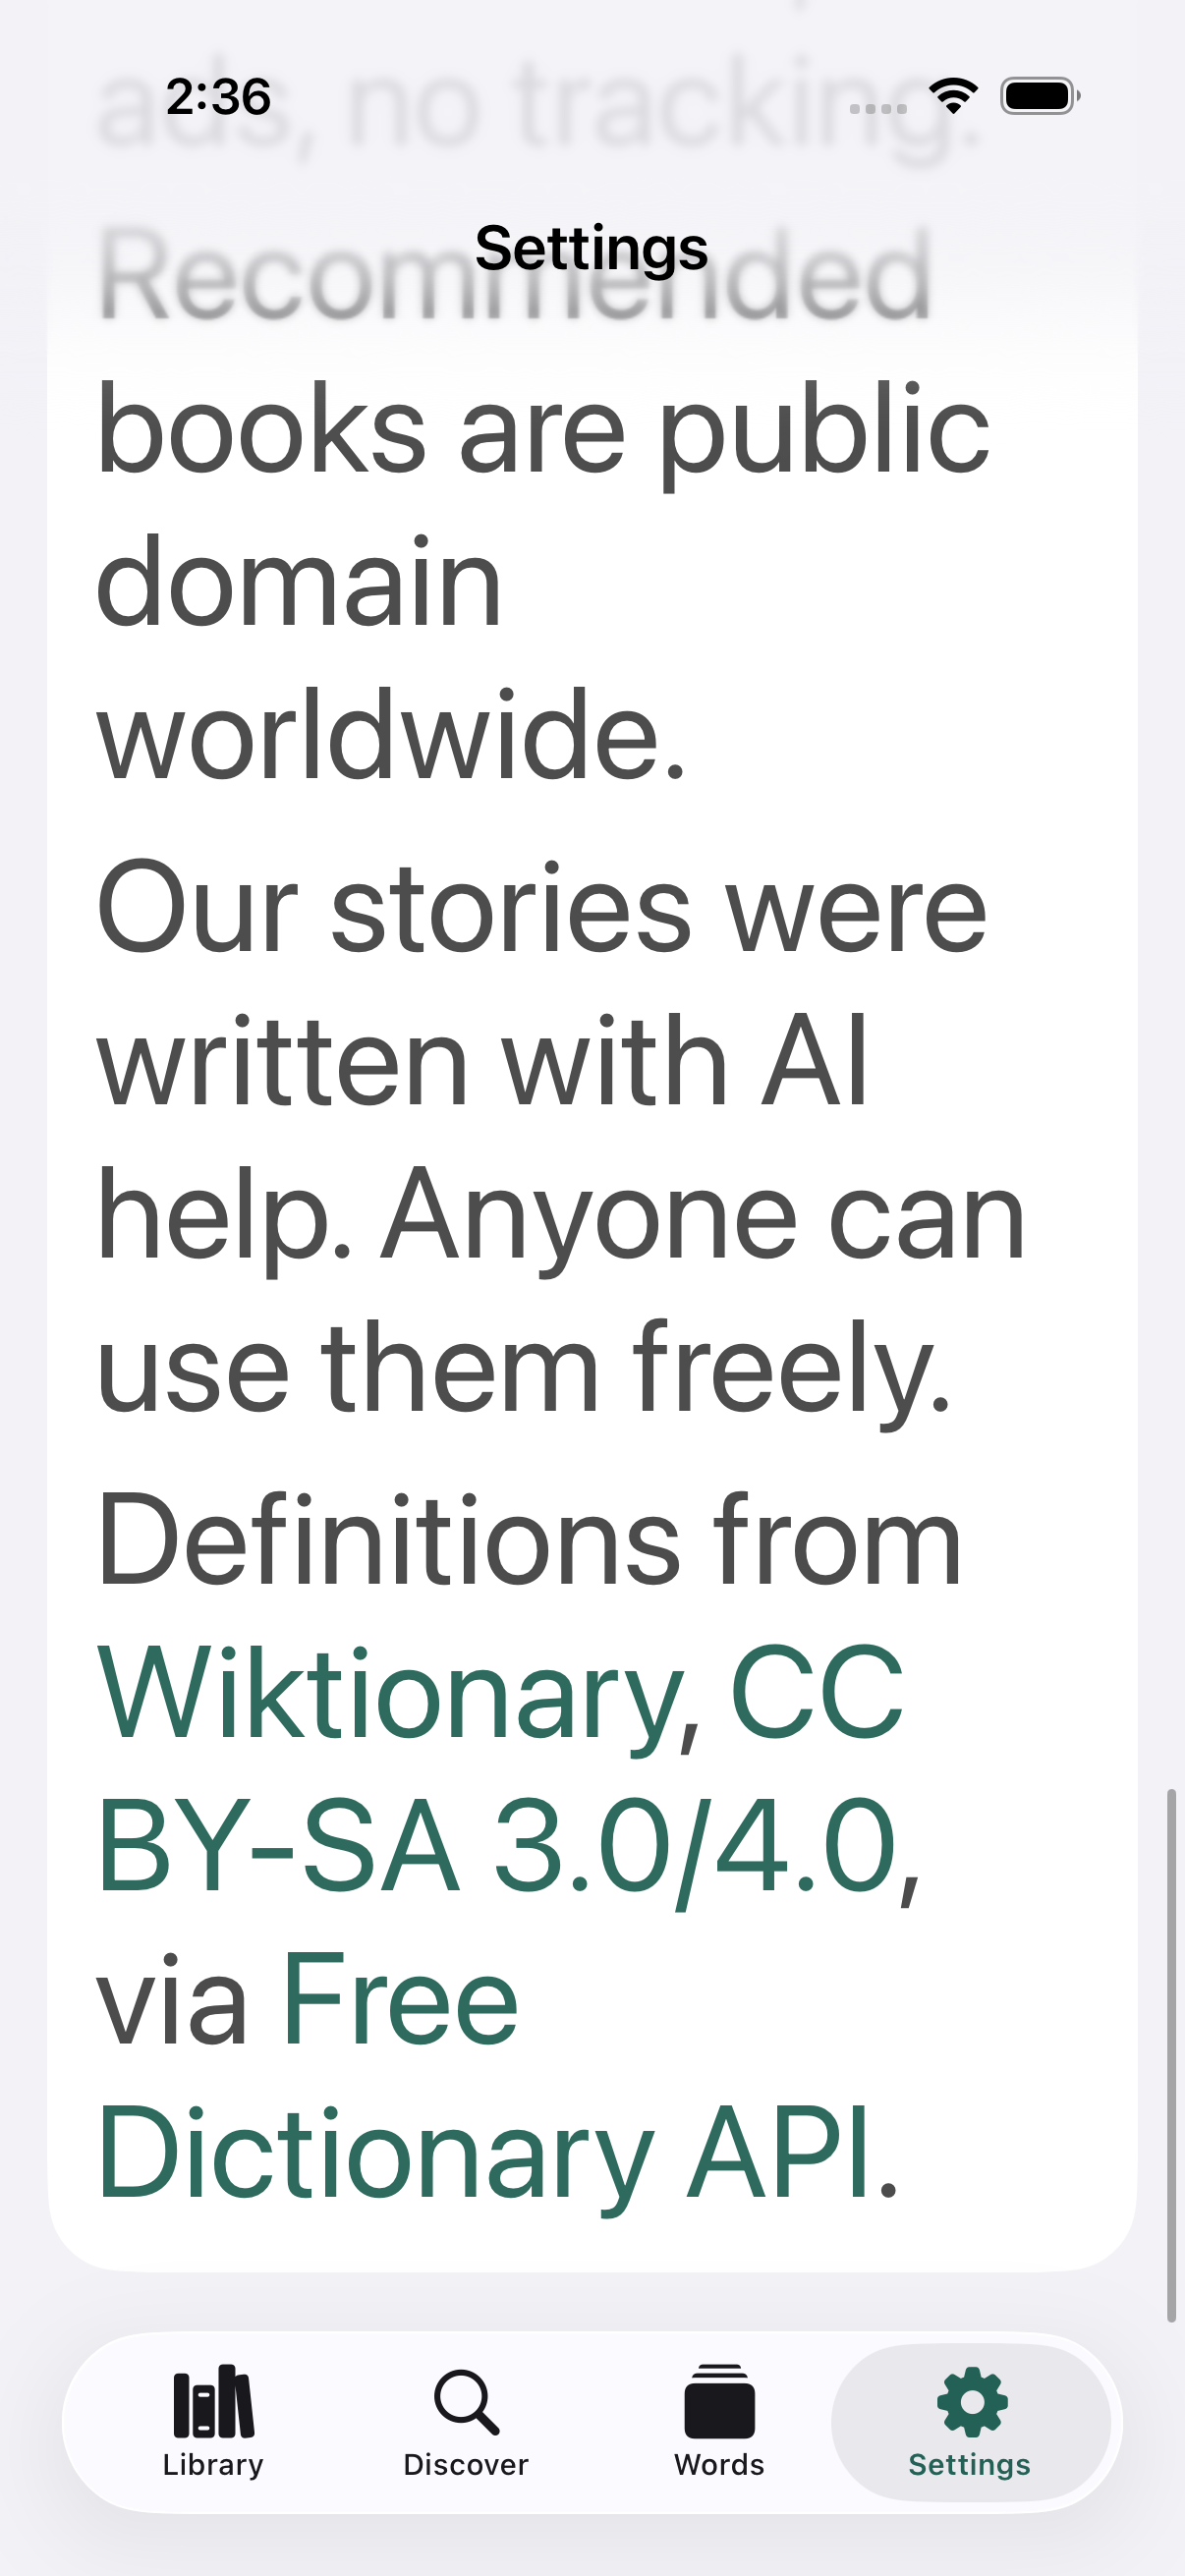 2:36
ads, no tracking.
Settings
Recommended
books are public
domain
worldwide.
Our stories were
written with AI
help. Anyone can
use them freely.
Definitions from
Wiktionary, CC
BY-SA 3.0/4.0,
via Free
Dictionary API.
Library
Discover
Words
Settings